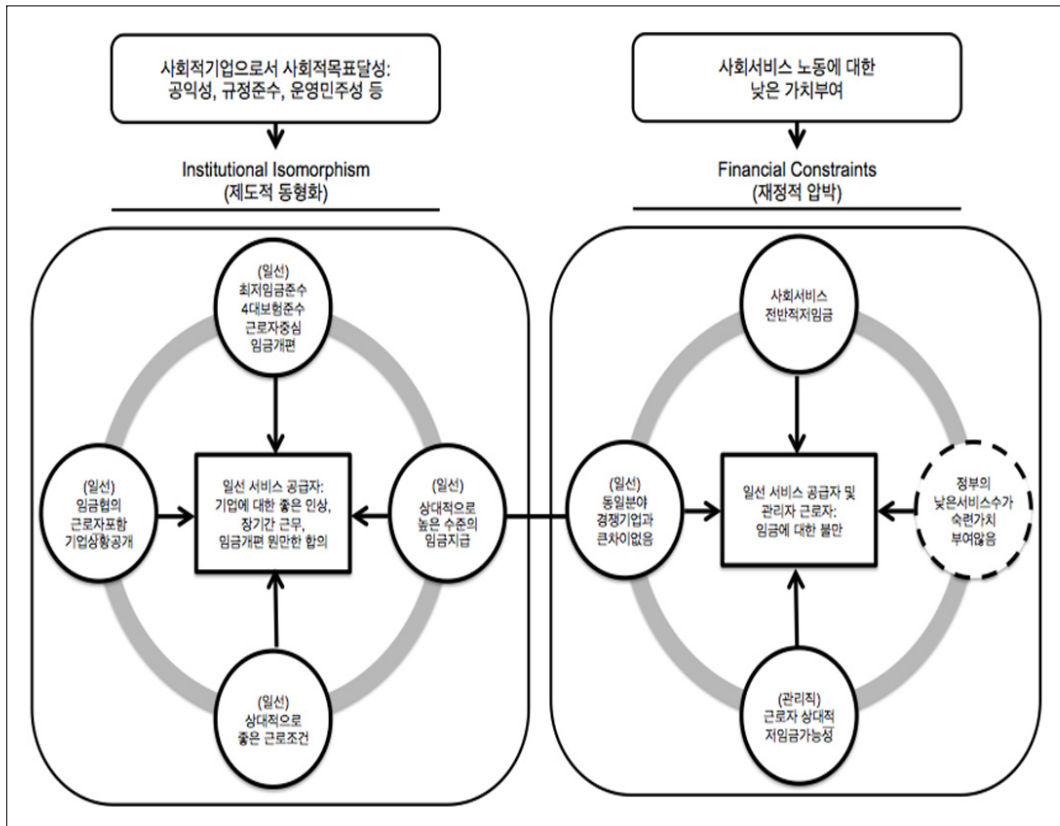 사회적기업으로서 사회적목표달성:
공익성, 규정준수, 운영민주성 등
Institutional Isomorphism
(제도적 동형화)
(일선)
최저임금준수
4대보험준수
근로자중심
임금개편
(일선)
임금협의
근로자포함
기업상황공개
일선 서비스 공급자:
기업에 대한 좋은 인상,
장기간 근무,
임금개편 원만한 합의
(일선)
상대적으로
높은 수준의
임금지급
(일선)
상대적으로
좋은 근로조건
사회서비스 노동에 대한
낮은 가치부여
Financial Constraints
(재정적 압박)
사회서비스
전반적저임금
(일선)
동일분야
경쟁기업과
큰차이없음
일선 서비스 공급자 및
관리자 근로자:
임금에 대한 불만
정부의
낮은서비스수가
숙련가치
부여않음
(관리직)
근로자 상대적
저임금가능성